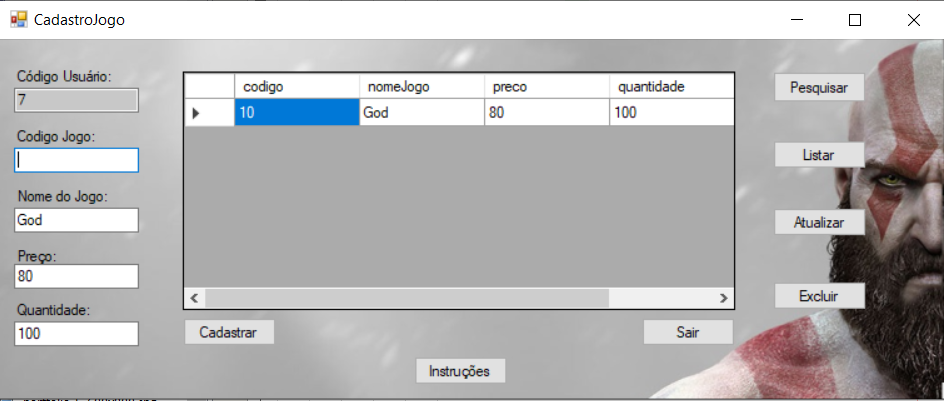 CadastroJogo
Código Usuário:
7
Codigo Jogo:
Nome do Jogo:
God
Preço:
80
Quantidade:
100
codigo nomeJogo preco quantidade
10 God 80 100
Cadastrar
Sair
Instruções
Pesquisar
Listar
Atualizar
Excluir